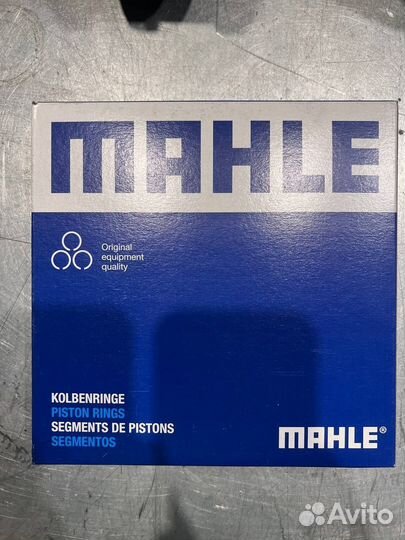 MAHLE
Original
equipment
quality
KOLBENRINGE
PISTON RINGS
SEGMENTS DE PISTONS
SEGMENTOS
MAHLE®
Avito